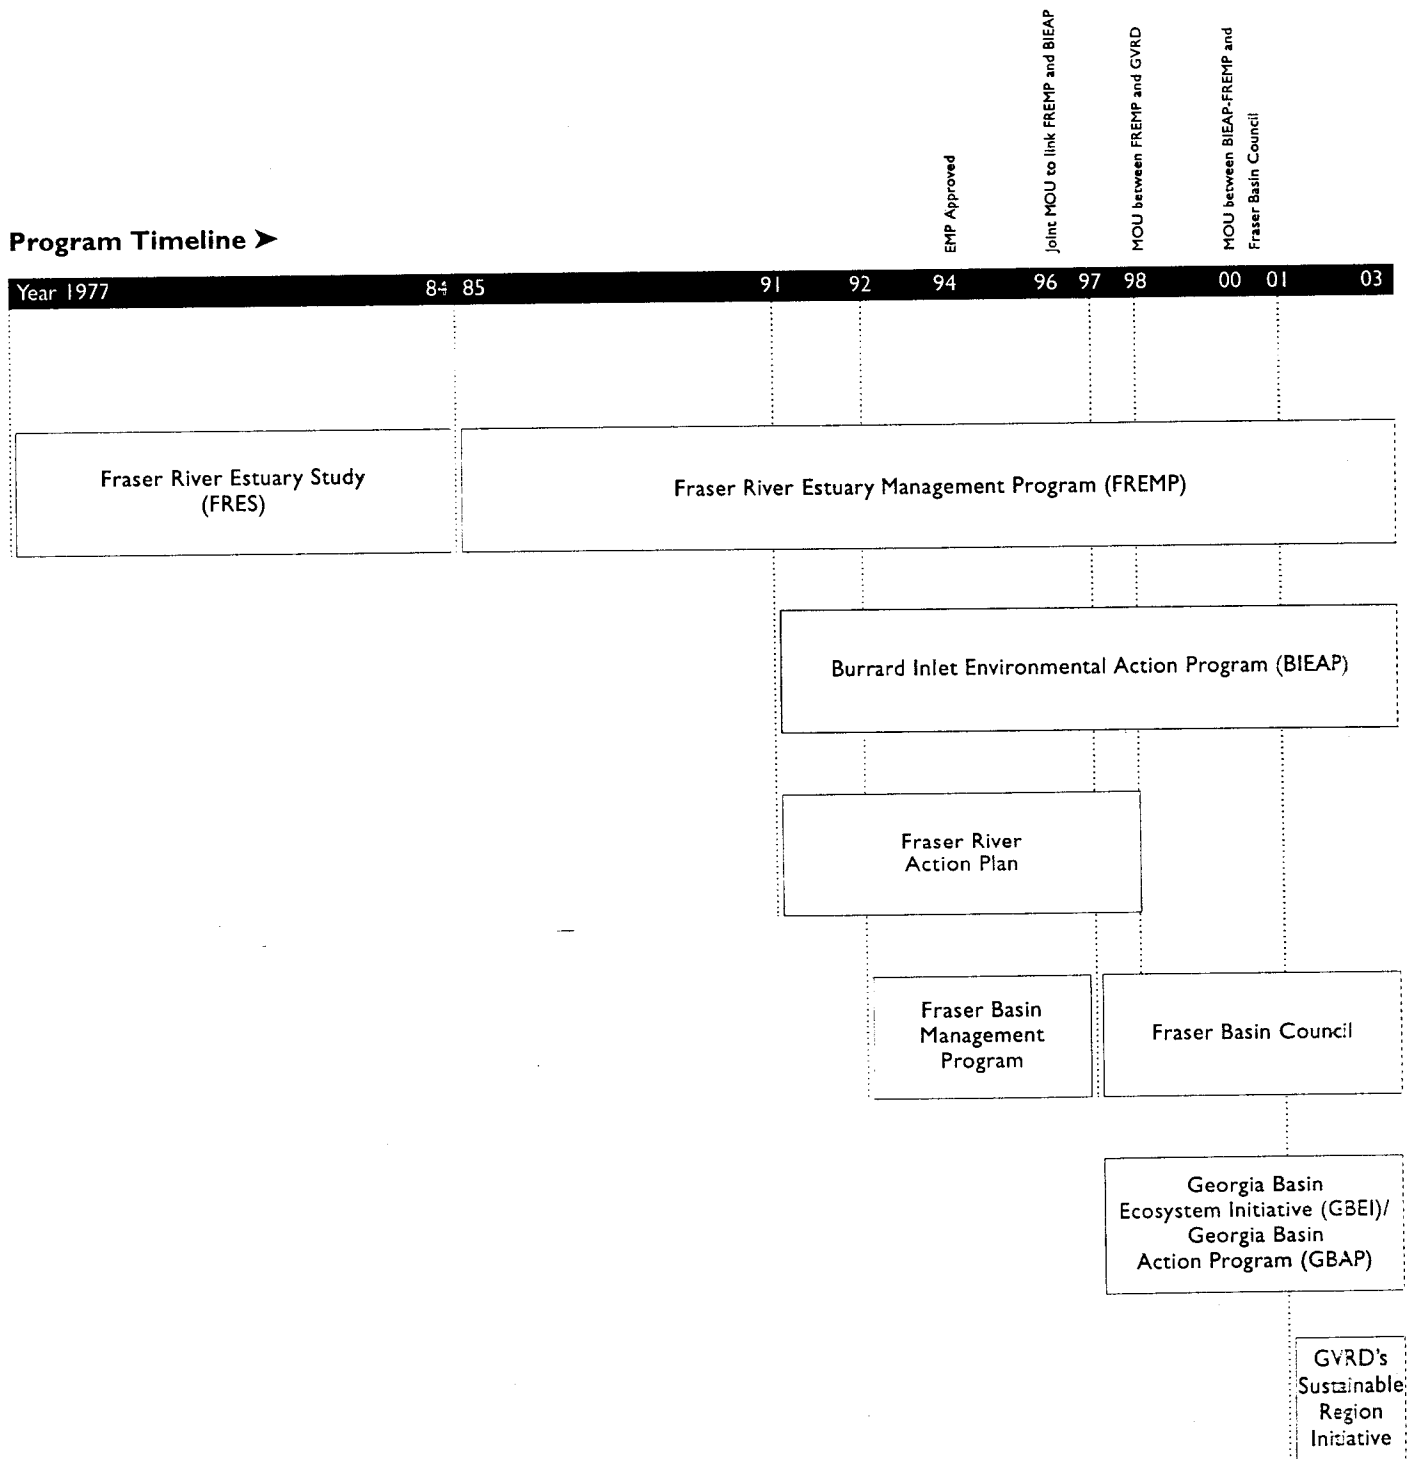 EMP Approved
Joint MOU to link FREMP and BIEAP
MOU between FREMP and GVRD
MOU between BIEAP-FREMP and
Fraser Basin Council
Program Timeline ➤
Year 1977 84 85 91 92 94 96 97 98 00 01 03
Fraser River Estuary Study
(FRES)
Fraser River Estuary Management Program (FREMP)
Burrard Inlet Environmental Action Program (BIEAP)
Fraser River
Action Plan
Fraser Basin
Management
Program
Fraser Basin Council
Georgia Basin
Ecosystem Initiative (GBEI)/
Georgia Basin
Action Program (GBAP)
GVRD's
Sustainable
Region
Initiative